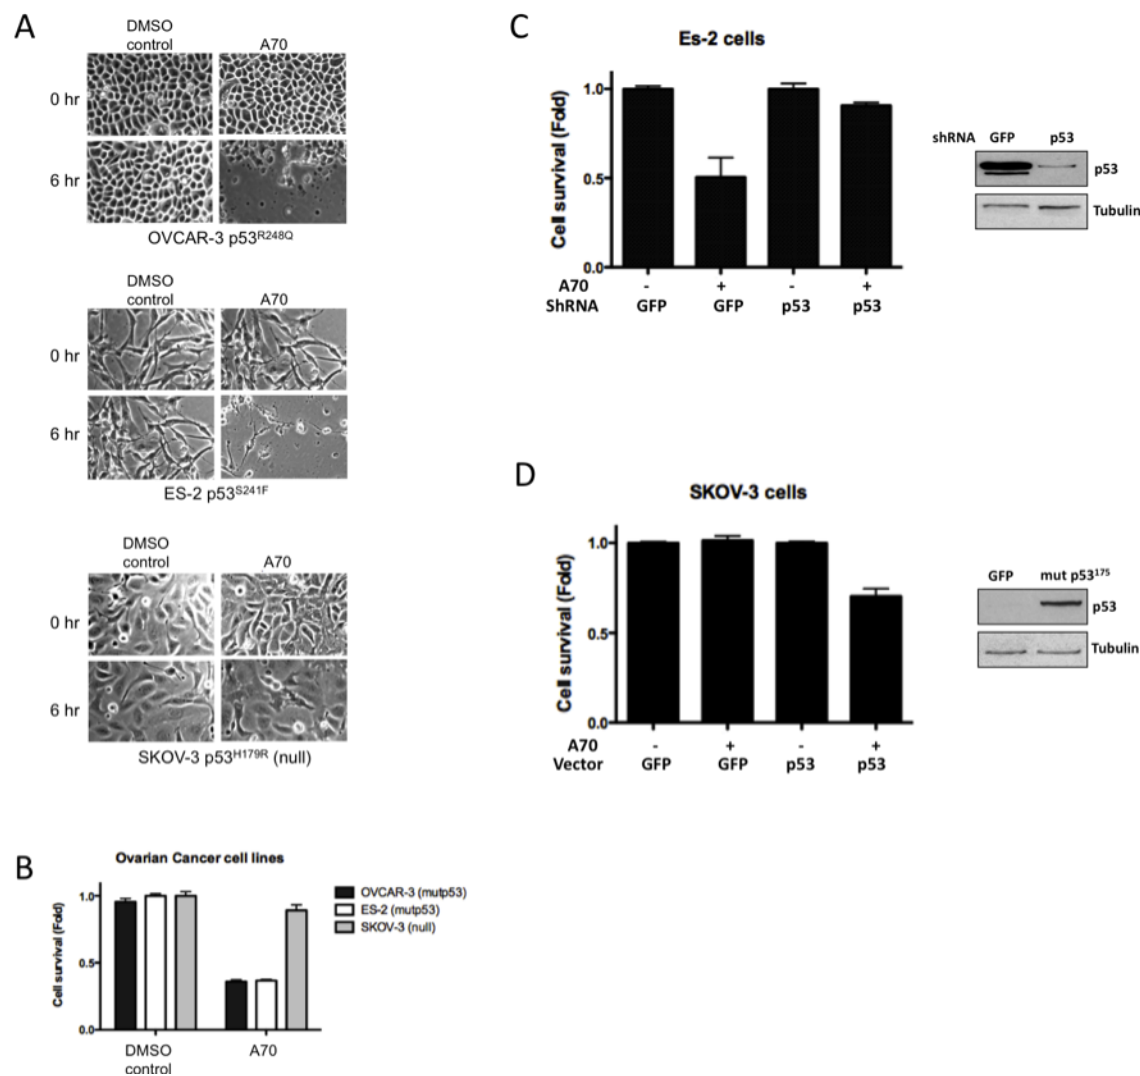 A
DMSO
control
A70
0 hr
6 hr
OVCAR-3 p53R248Q
DMSO
control
A70
0 hr
6 hr
ES-2 p53S241F
DMSO
control
A70
0 hr
6 hr
SKOV-3 p53H179R (null)
B
Ovarian Cancer cell lines
Cell survival (Fold)
1.0
0.5
0.0
DMSO
control
A70
OVCAR-3 (mutp53)
ES-2 (mutp53)
SKOV-3 (null)
C
Es-2 cells
Cell survival (Fold)
1.0
0.5
0.0
A70 - + - +
ShRNA GFP GFP p53 p53
shRNA GFP p53
p53
Tubulin
D
SKOV-3 cells
Cell survival (Fold)
1.0
0.5
0.0
A70 - + - +
Vector GFP GFP p53 p53
GFP mut p53175
p53
Tubulin